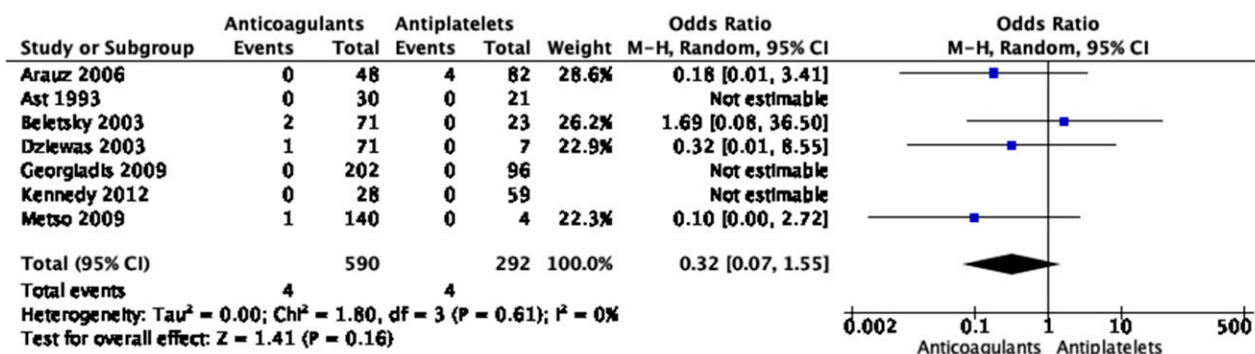 Anticoagulants Antiplatelets Odds Ratio Odds Ratio
Study or Subgroup Events Total Events Total Weight M-H, Random, 95% CI M-H, Random, 95% CI
Arauz 2006 0 48 4 82 28.6% 0.18 [0.01, 3.41]
Ast 1993 0 30 0 21 Not estimable
Beletsky 2003 2 71 0 23 26.2% 1.69 [0.08, 36.50]
Dziewas 2003 1 71 0 7 22.9% 0.32 [0.01, 8.55]
Georgiadis 2009 0 202 0 96 Not estimable
Kennedy 2012 0 28 0 59 Not estimable
Metso 2009 1 140 0 4 22.3% 0.10 [0.00, 2.72]
Total (95% CI) 590 292 100.0% 0.32 [0.07, 1.55]
Total events 4 4
Heterogeneity: Tau² = 0.00; Chi² = 1.80, df = 3 (P = 0.61); I² = 0%
Test for overall effect: Z = 1.41 (P = 0.16)
0.002 0.1 1 10 500
Anticoagulants Antiplatelets